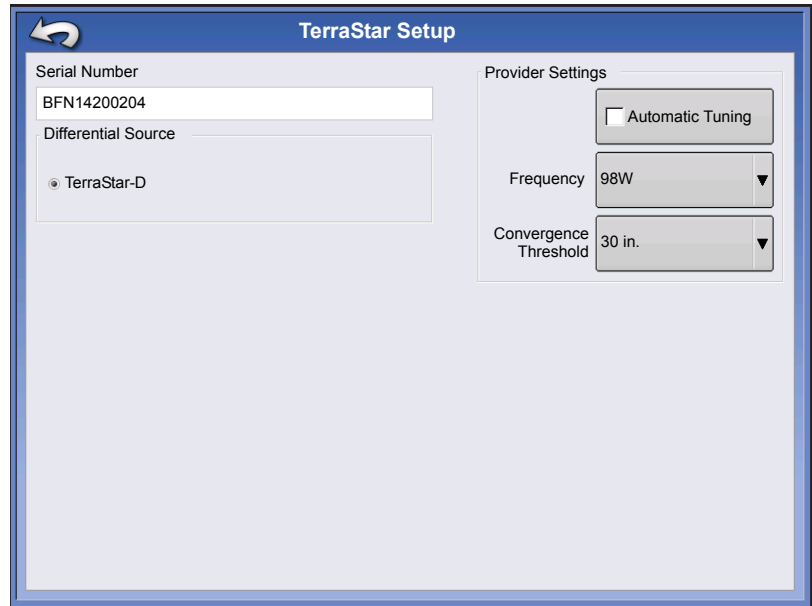 TerraStar Setup
Serial Number
BFN14200204
Differential Source
TerraStar-D
Provider Settings
Automatic Tuning
Frequency
98W
Convergence
Threshold
30 in.